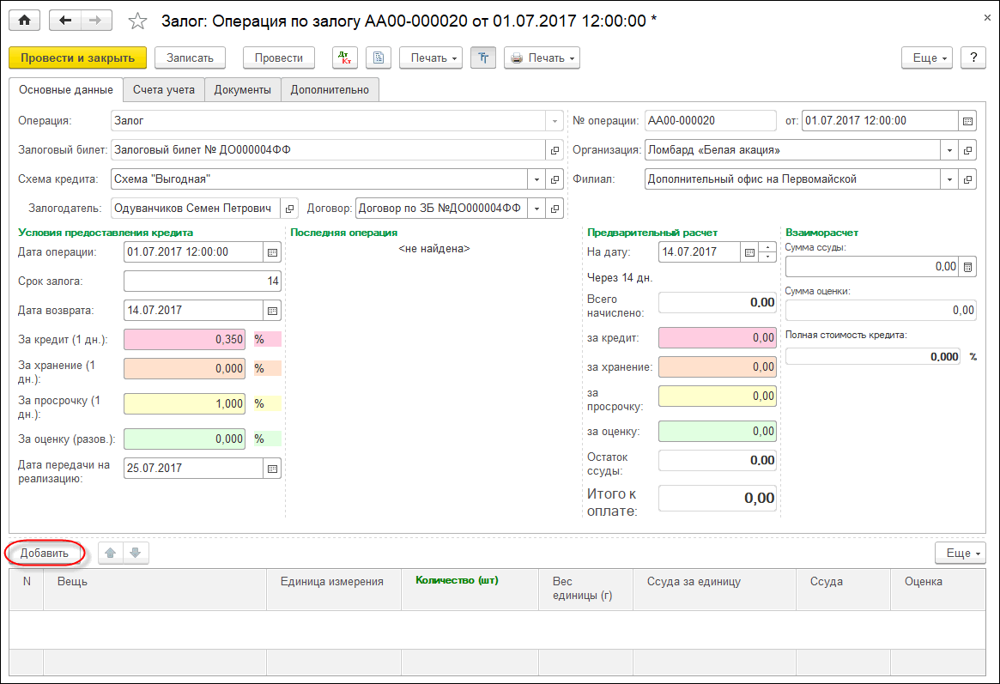 Залог: Операция по залогу АА00-000020 от 01.07.2017 12:00:00 *
Провести и закрыть Записать Провести Дт Кт Печать Тт Печать Еще ?
Основные данные Счета учета Документы Дополнительно
Операция: Залог № операции: АА00-000020 от: 01.07.2017 12:00:00
Залоговый билет: Залоговый билет № ДО000004ФФ Организация: Ломбард «Белая акация»
Схема кредита: Схема "Выгодная" Филиал: Дополнительный офис на Первомайской
Залогодатель: Одуванчиков Семен Петрович Договор: Договор по ЗБ №ДО000004ФФ
Условия предоставления кредита
Дата операции: 01.07.2017 12:00:00
Срок залога: 14
Дата возврата: 14.07.2017
За кредит (1 дн.): 0,350 %
За хранение (1
дн.): 0,000 %
За просрочку (1
дн.): 1,000 %
За оценку (разов.): 0,000 %
Дата передачи на
реализацию: 25.07.2017
Последняя операция
<не найдена>
Предварительный расчет
На дату: 14.07.2017
Через 14 дн.
Всего
начислено: 0.00
за кредит: 0,00
за хранение: 0,00
за
просрочку: 0,00
за оценку: 0,00
Остаток
ссуды: 0.00
Итого к
оплате: 0,00
Взаиморасчет
Сумма ссуды:
0,00
Сумма оценки:
0,00
Полная стоимость кредита:
0,000 %
Добавить Еще
N Вещь Единица измерения Количество (шт) Вес
единицы (г) Ссуда за единицу Ссуда Оценка